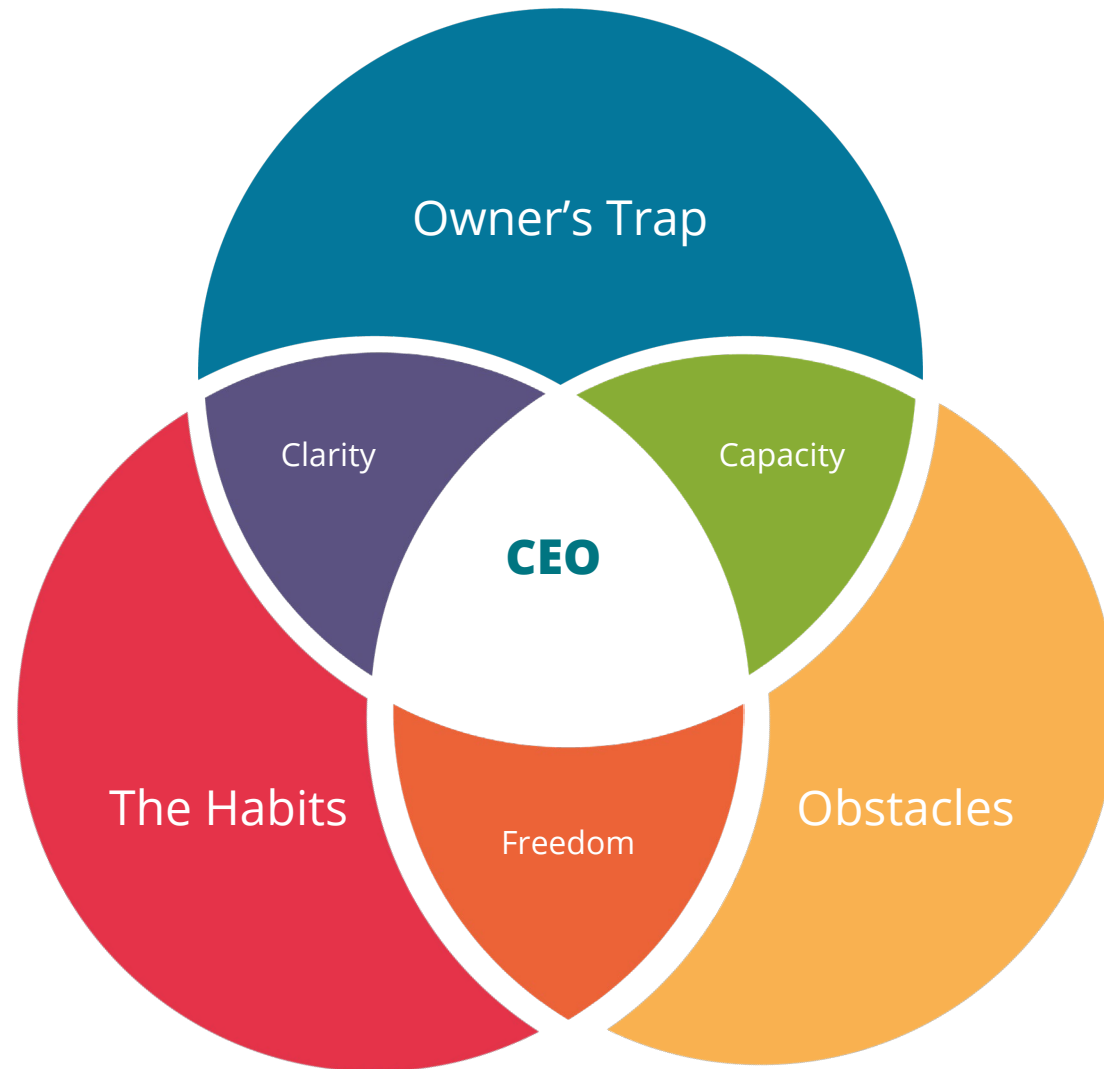 Owner’s Trap
Clarity
Capacity
CEO
The Habits
Obstacles
Freedom